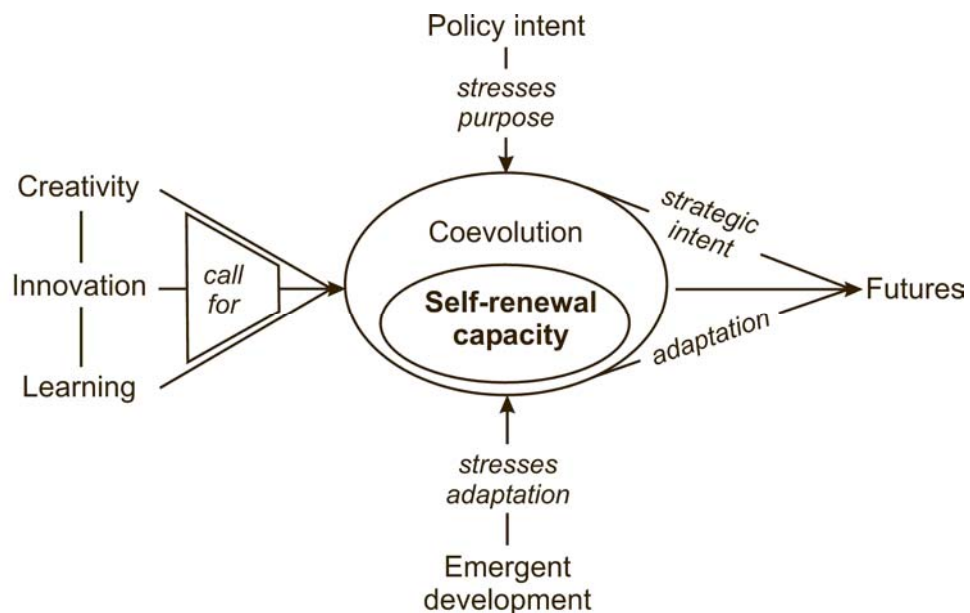 Policy intent
stresses
purpose
Creativity
Innovation
Learning
call
for
Coevolution
Self-renewal
capacity
strategic
intent
adaptation
Futures
stresses
adaptation
Emergent
development